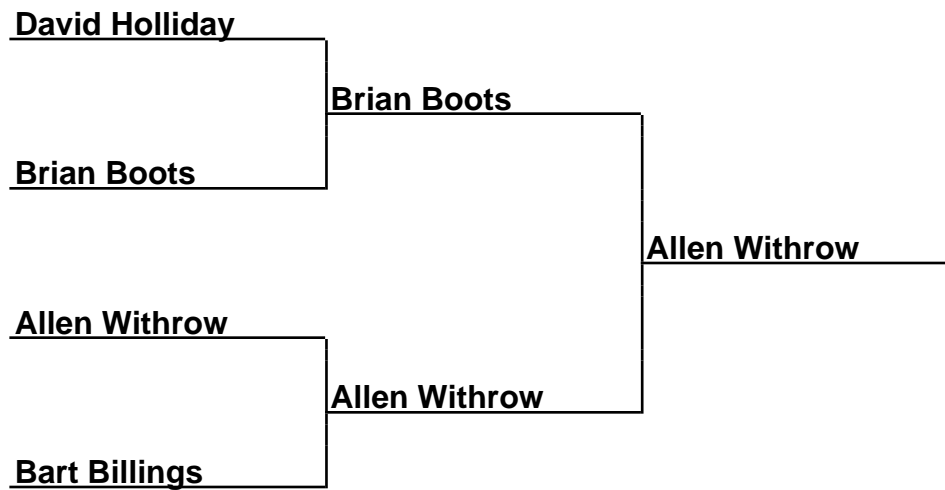 David Holliday
Brian Boots
Brian Boots
Allen Withrow
Allen Withrow
Allen Withrow
Bart Billings